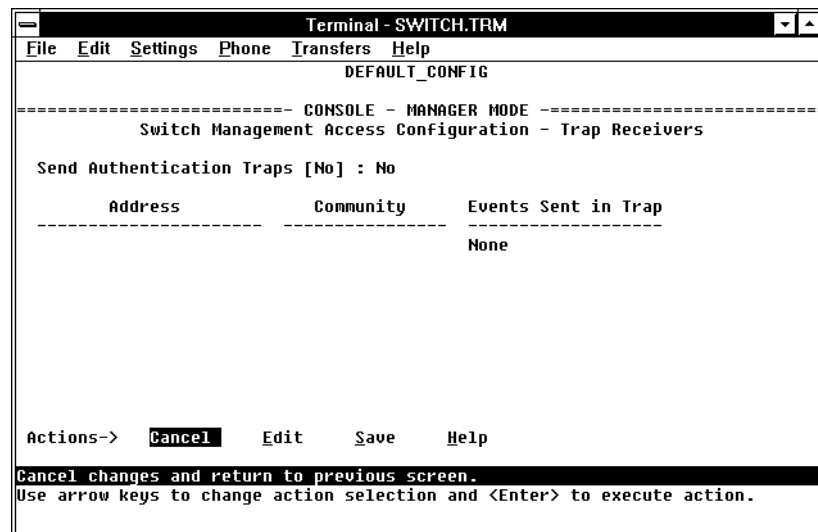 Terminal - SWITCH.TRM
File Edit Settings Phone Transfers Help
DEFAULT_CONFIG
==========================- CONSOLE - MANAGER MODE -===========================
Switch Management Access Configuration - Trap Receivers
Send Authentication Traps [No] : No
Address Community Events Sent in Trap
---------------------- ---------------- -------------------
None
Actions-> Cancel Edit Save Help
Cancel changes and return to previous screen.
Use arrow keys to change action selection and <Enter> to execute action.